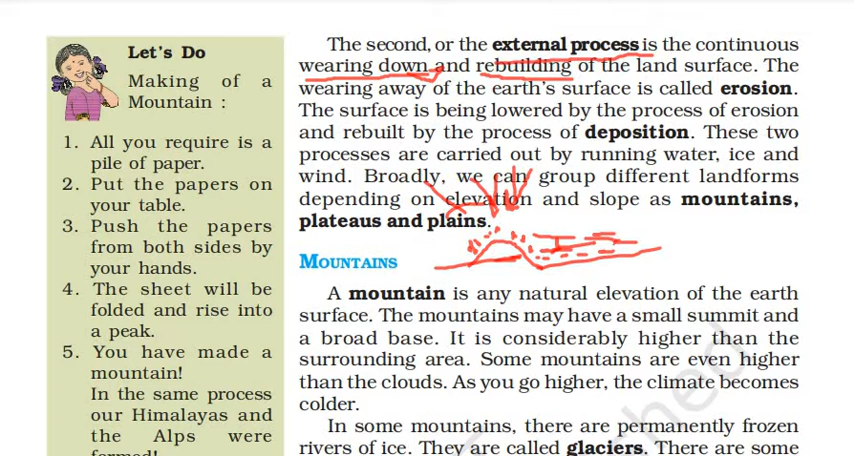 Let's Do
Making of a
Mountain :
1. All you require is a
pile of paper.
2. Put the papers on
your table.
3. Push the papers
from both sides by
your hands.
4. The sheet will be
folded and rise into
a peak.
5. You have made a
mountain!
In the same process
our Himalayas and
the Alps were
formed!
The second, or the external process is the continuous
wearing down and rebuilding of the land surface. The
wearing away of the earth's surface is called erosion.
The surface is being lowered by the process of erosion
and rebuilt by the process of deposition. These two
processes are carried out by running water, ice and
wind. Broadly, we can group different landforms
depending on elevation and slope as mountains,
plateaus and plains.
MOUNTAINS
A mountain is any natural elevation of the earth
surface. The mountains may have a small summit and
a broad base. It is considerably higher than the
surrounding area. Some mountains are even higher
than the clouds. As you go higher, the climate becomes
colder.
In some mountains, there are permanently frozen
rivers of ice. They are called glaciers. There are some